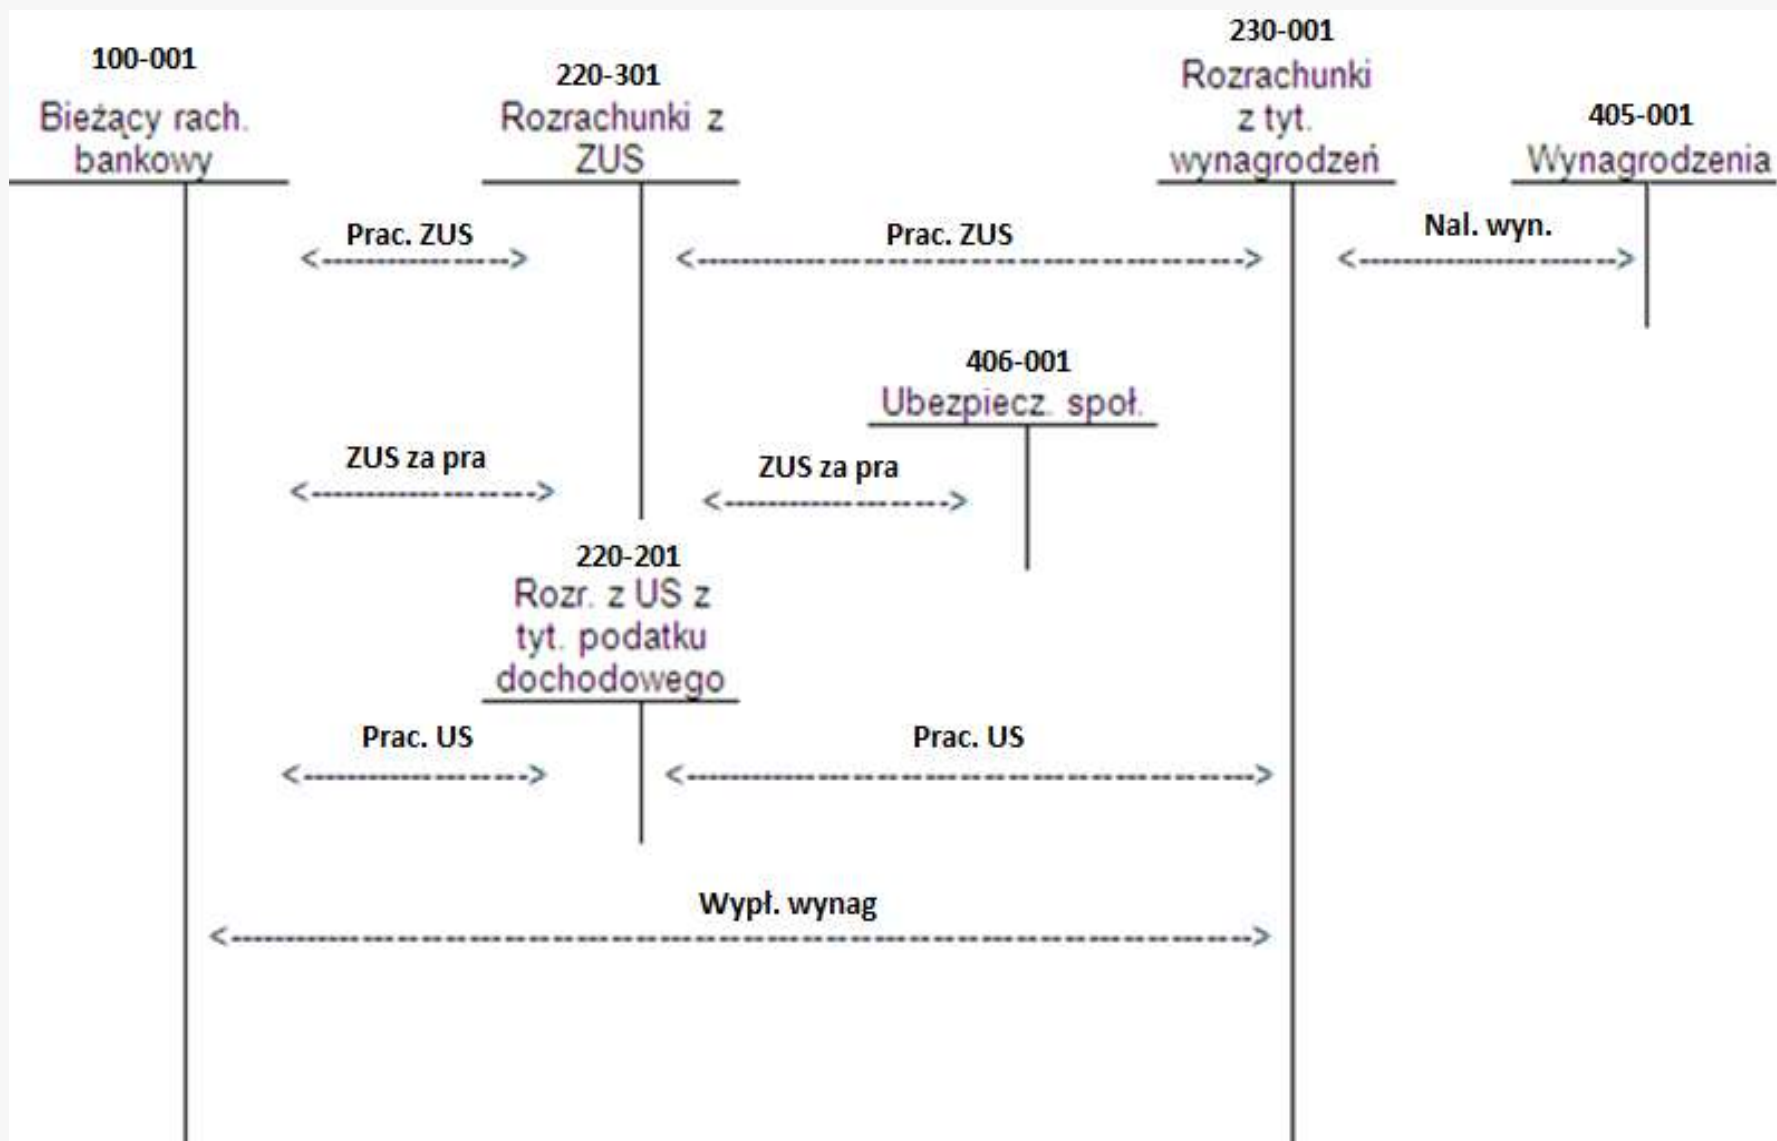 100-001
Bieżący rach.
bankowy
220-301
Rozrachunki z
ZUS
230-001
Rozrachunki
z tyt.
wynagrodzeń
405-001
Wynagrodzenia
Prac. ZUS
Prac. ZUS
Nal. wyn.
406-001
Ubezpiecz. społ.
ZUS za pra
ZUS za pra
220-201
Rozr. z US z
tyt. podatku
dochodowego
Prac. US
Prac. US
Wypł. wynag